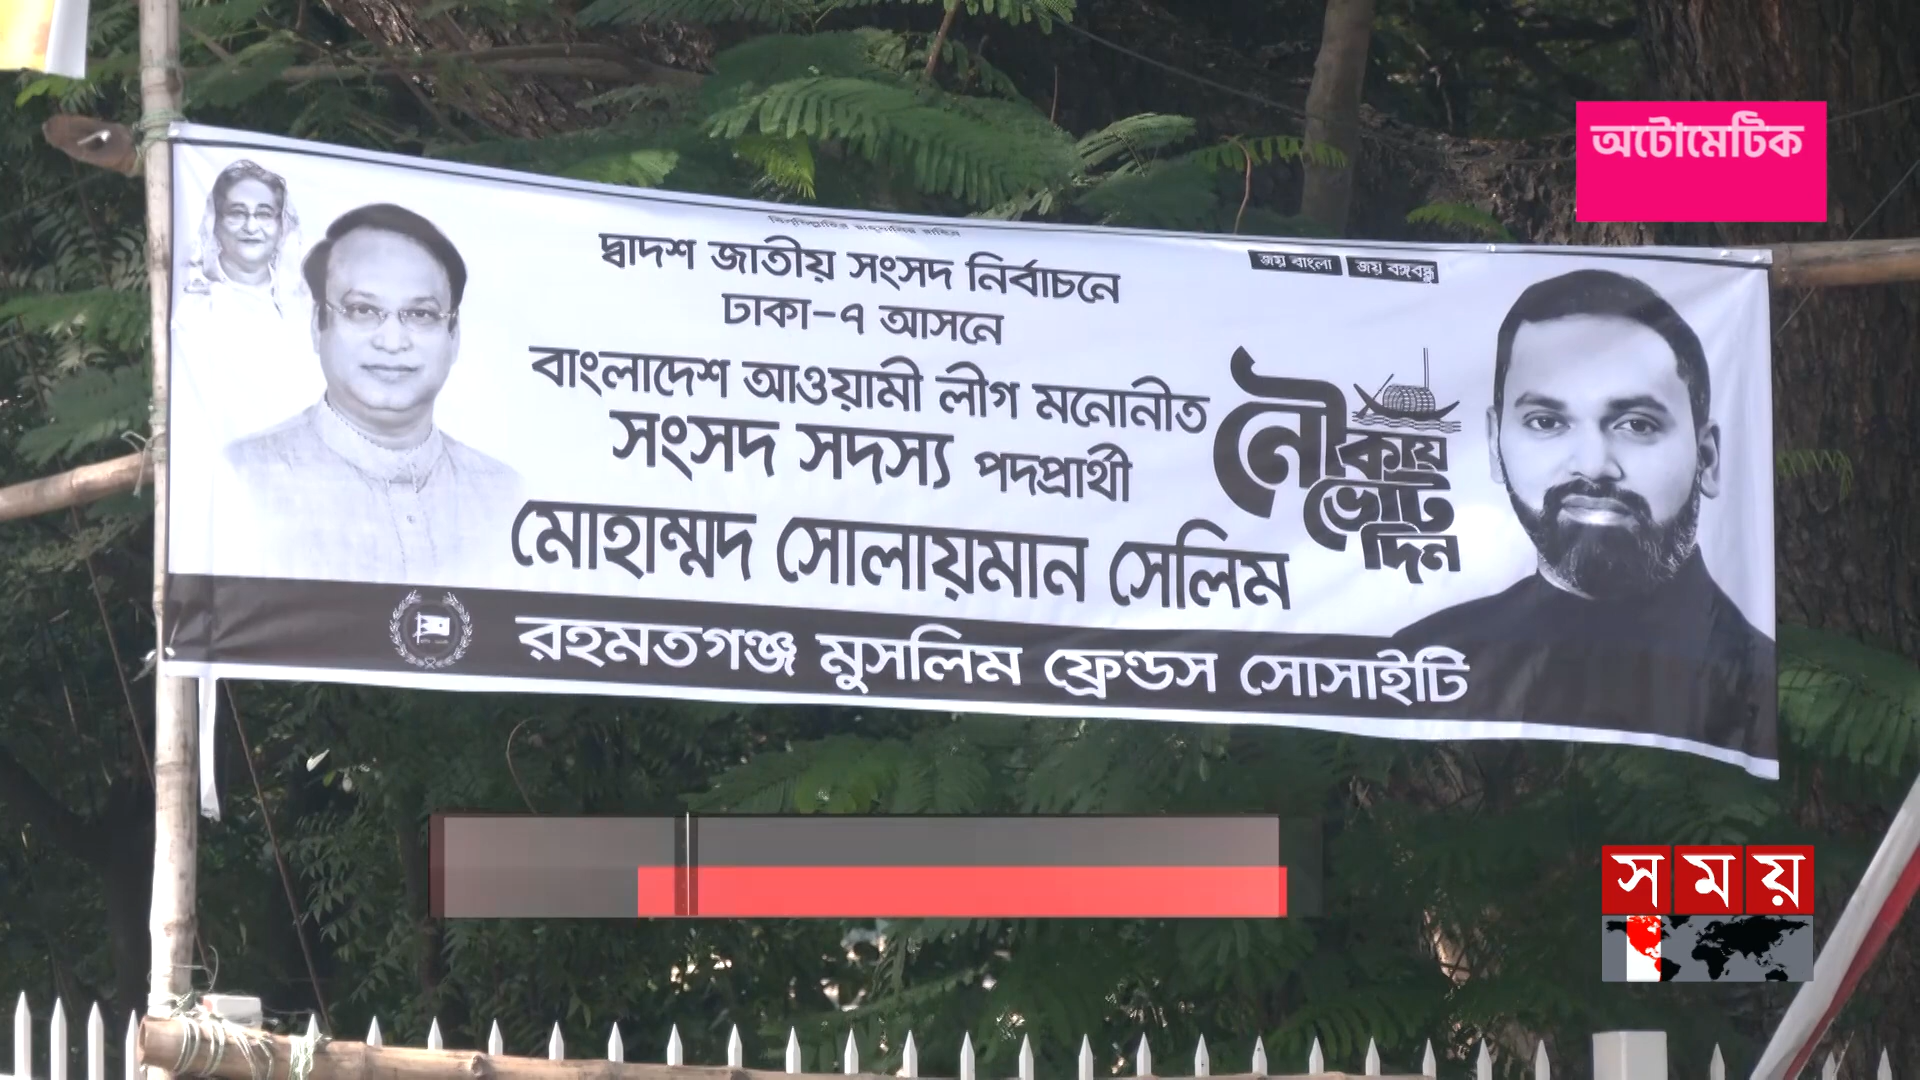 অটোমেটিক
দ্বাদশ জাতীয় সংসদ নির্বাচনে
ঢাকা-৭ আসনে
বাংলাদেশ আওয়ামী লীগ মনোনীত
সংসদ সদস্য পদপ্রার্থী
মোহাম্মদ সোলায়মান সেলিম
জয় বাংলা জয় বঙ্গবন্ধু
নৌকায়
ভোট
দিন
রহমতগঞ্জ মুসলিম ফ্রেন্ডস সোসাইটি
সময়